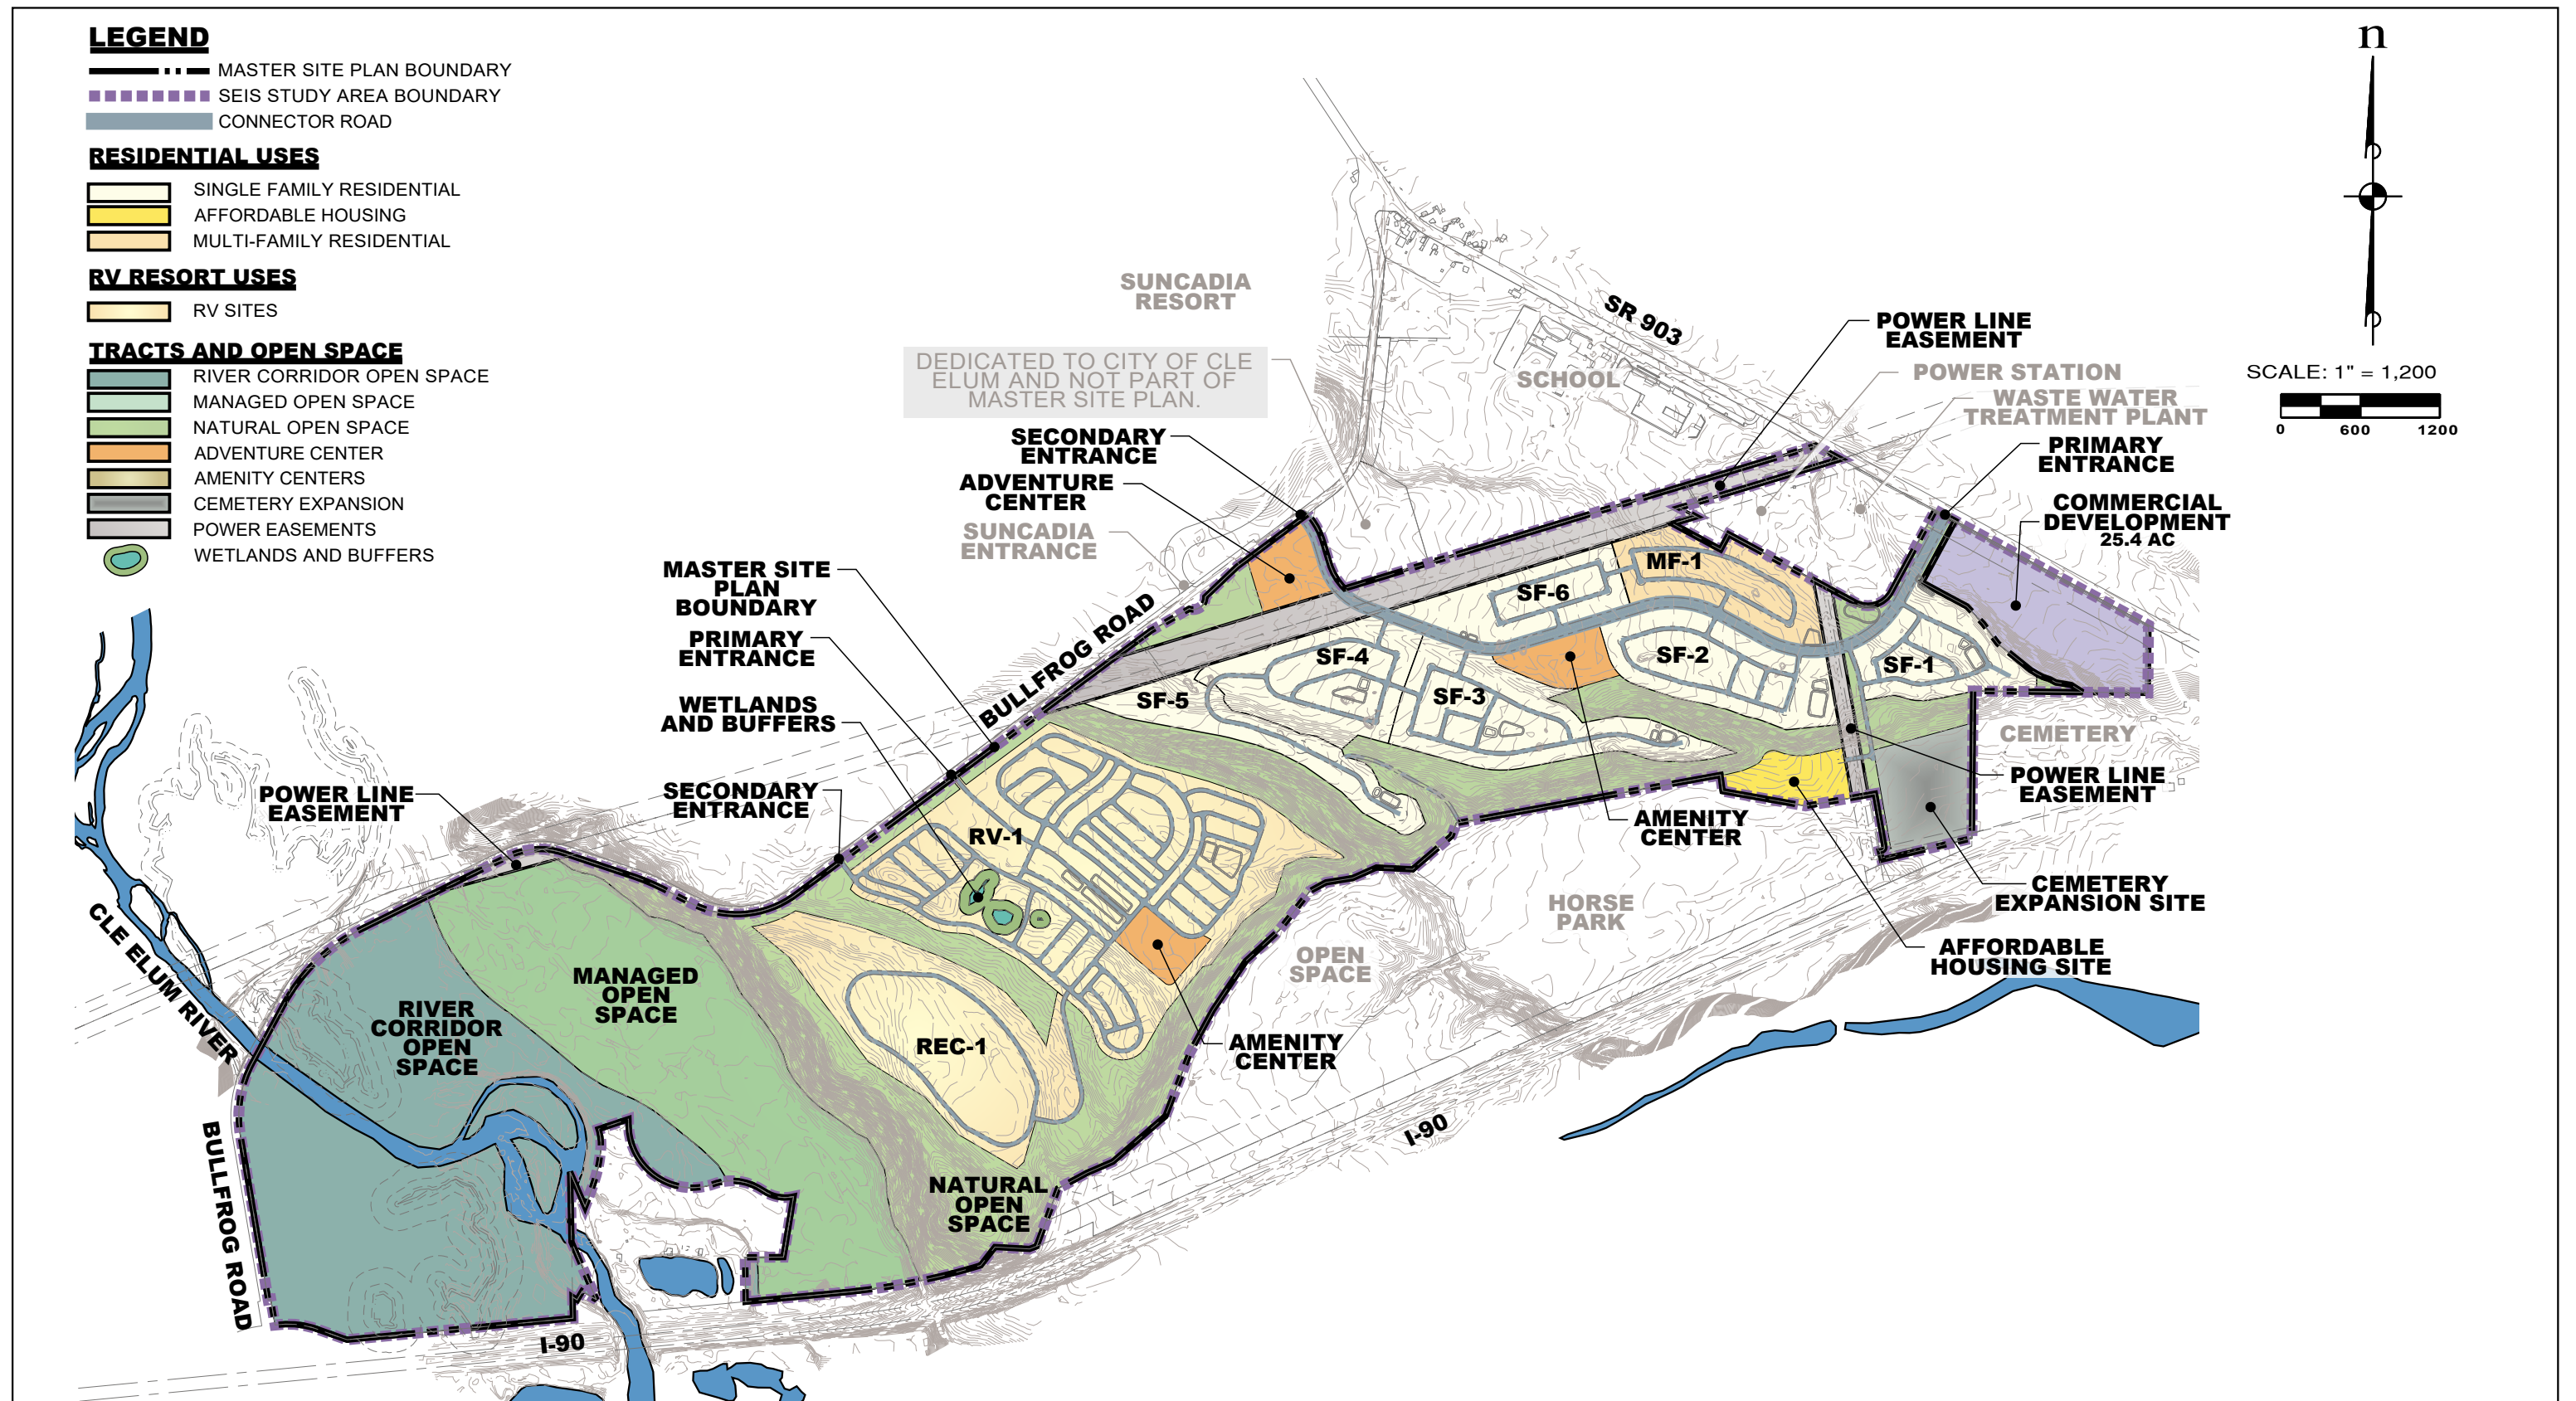 LEGEND
MASTER SITE PLAN BOUNDARY
SEIS STUDY AREA BOUNDARY
CONNECTOR ROAD
RESIDENTIAL USES
SINGLE FAMILY RESIDENTIAL
AFFORDABLE HOUSING
MULTI-FAMILY RESIDENTIAL
RV RESORT USES
RV SITES
TRACTS AND OPEN SPACE
RIVER CORRIDOR OPEN SPACE
MANAGED OPEN SPACE
NATURAL OPEN SPACE
ADVENTURE CENTER
AMENITY CENTERS
CEMETERY EXPANSION
POWER EASEMENTS
WETLANDS AND BUFFERS
n
SCALE: 1" = 1,200
0 600 1200
SUNCADIA
RESORT
SR 903
DEDICATED TO CITY OF CLE
ELUM AND NOT PART OF
MASTER SITE PLAN.
SCHOOL
POWER LINE
EASEMENT
POWER STATION
WASTE WATER
TREATMENT PLANT
PRIMARY
ENTRANCE
COMMERCIAL
DEVELOPMENT
25.4 AC
SECONDARY
ENTRANCE
ADVENTURE
CENTER
SUNCADIA
ENTRANCE
MASTER SITE
PLAN
BOUNDARY
PRIMARY
ENTRANCE
WETLANDS
AND BUFFERS
SECONDARY
ENTRANCE
POWER LINE
EASEMENT
BULLFROG ROAD
MF-1
SF-6
SF-4
SF-2
SF-1
SF-5
SF-3
CEMETERY
POWER LINE
EASEMENT
AMENITY
CENTER
RV-1
CEMETERY
EXPANSION SITE
HORSE
PARK
AFFORDABLE
HOUSING SITE
OPEN
SPACE
CLE ELUM RIVER
MANAGED
OPEN
SPACE
RIVER
CORRIDOR
OPEN
SPACE
REC-1
AMENITY
CENTER
I-90
BULLFROG ROAD
NATURAL
OPEN
SPACE
I-90